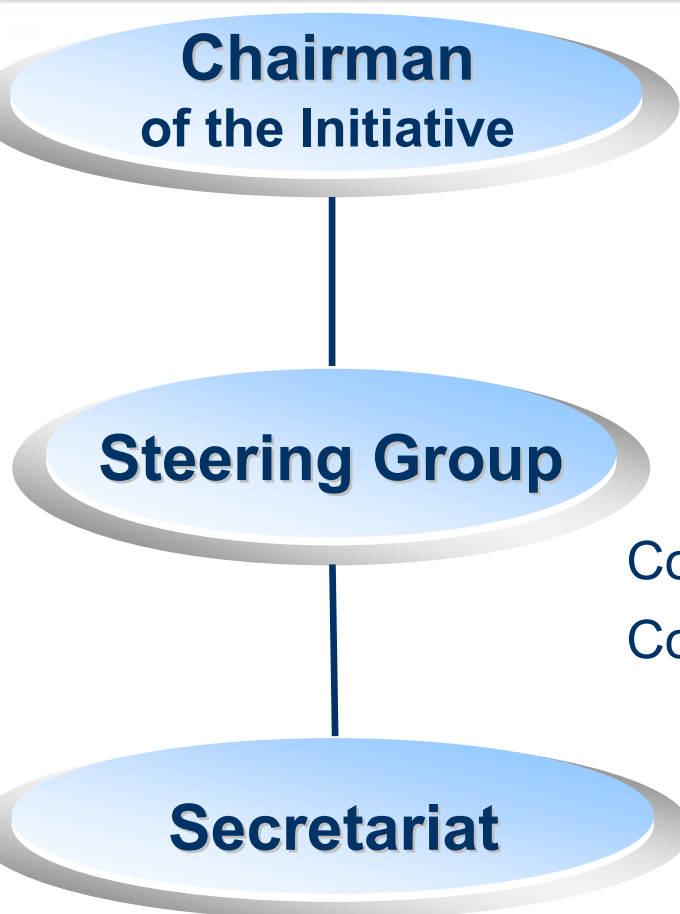 Chairman
of the Initiative
Steering Group
Secretariat